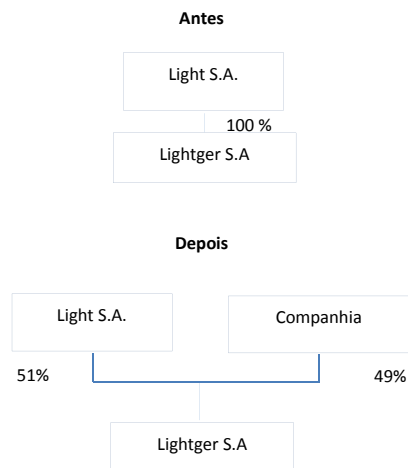 Antes
Light S.A.
100 %
Lightger S.A
Depois
Light S.A.
Companhia
51%
49%
Lightger S.A